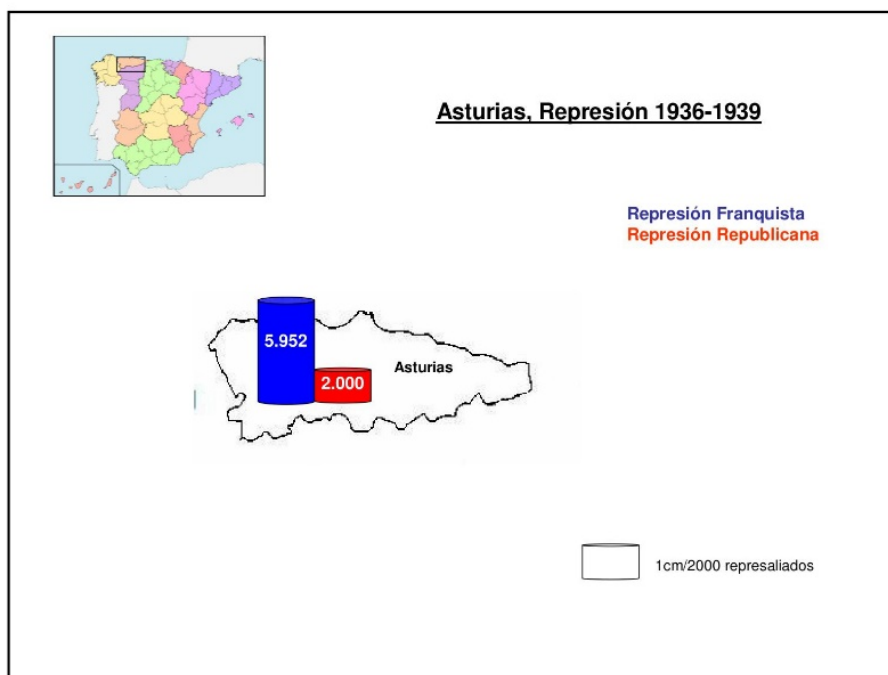 Asturias, Represión 1936-1939
Represión Franquista
Represión Republicana
5.952
2.000
Asturias
1cm/2000 represaliados